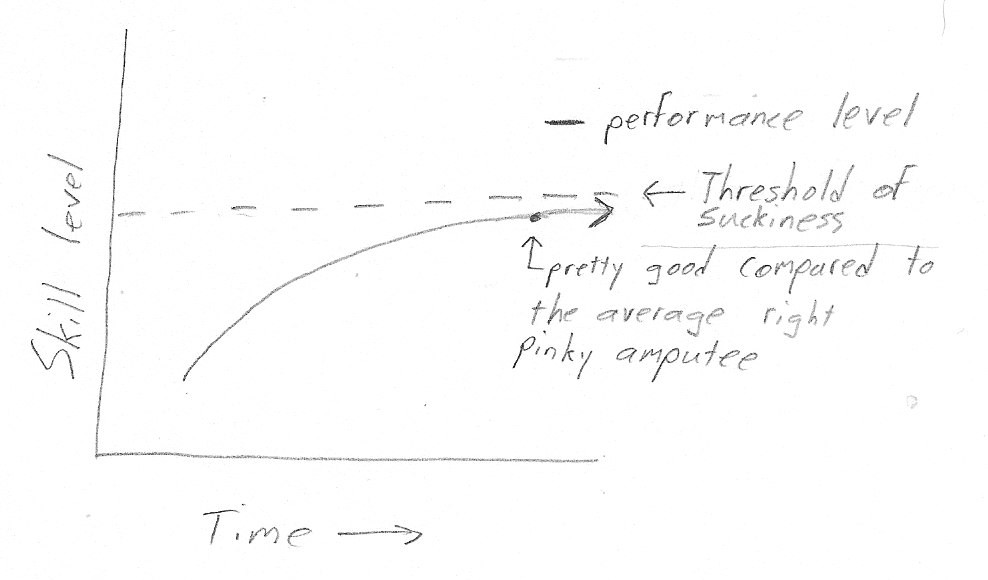 performance level
← Threshold of
suckiness
pretty good compared to
the average right
pinky amputee
Skill level
Time →